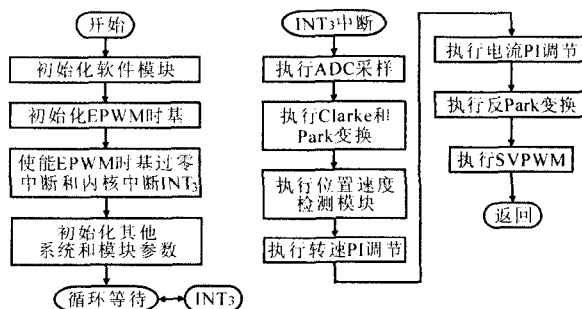 开始
初始化软件模块
初始化EPWM时基
使能EPWM时基过零
中断和内核中断INT₃
初始化其他
系统和模块参数
循环等待
INT₃
INT₃中断
执行ADC采样
执行Clarke和
Park变换
执行位置速度
检测模块
执行转速PI调节
执行电流PI调节
执行反Park变换
执行SVPWM
返回